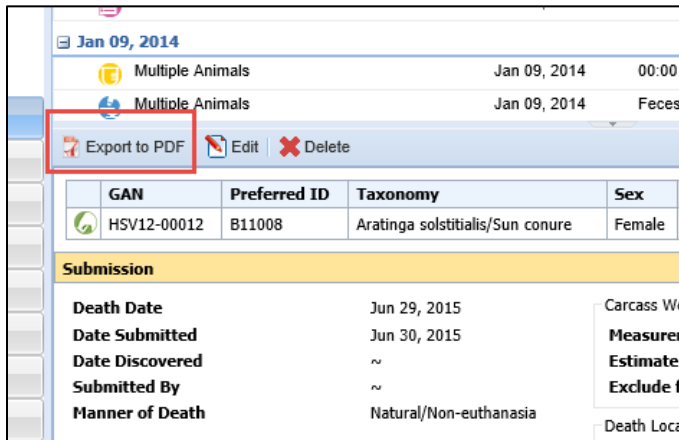 Jan 09, 2014
Multiple Animals Jan 09, 2014 00:00
Multiple Animals Jan 09, 2014 Feces
Export to PDF Edit Delete
GAN Preferred ID Taxonomy Sex
HSV12-00012 B11008 Aratinga solstitialis/Sun conure Female
Submission
Death Date Jun 29, 2015 Carcass We
Date Submitted Jun 30, 2015 Measure
Date Discovered ~ Estimate
Submitted By ~ Exclude f
Manner of Death Natural/Non-euthanasia
Death Loca